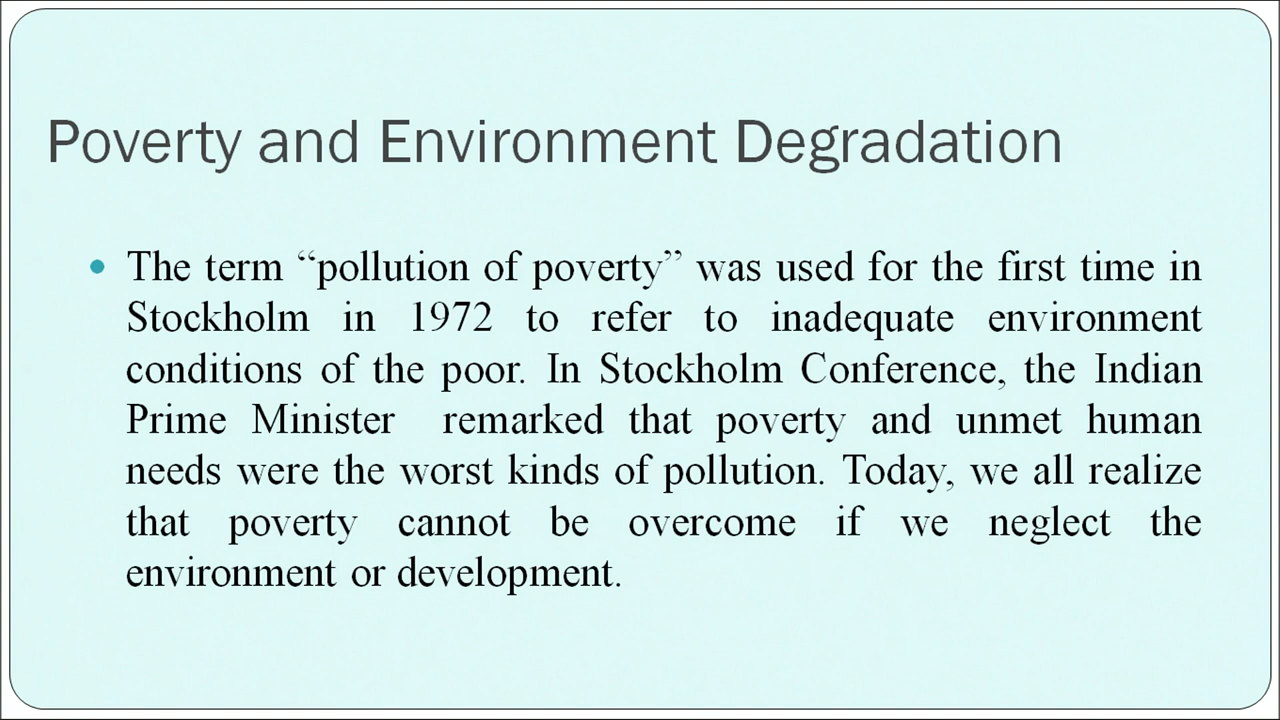 Poverty and Environment Degradation
• The term “pollution of poverty” was used for the first time in
Stockholm in 1972 to refer to inadequate environment
conditions of the poor. In Stockholm Conference, the Indian
Prime Minister remarked that poverty and unmet human
needs were the worst kinds of pollution. Today, we all realize
that poverty cannot be overcome if we neglect the
environment or development.